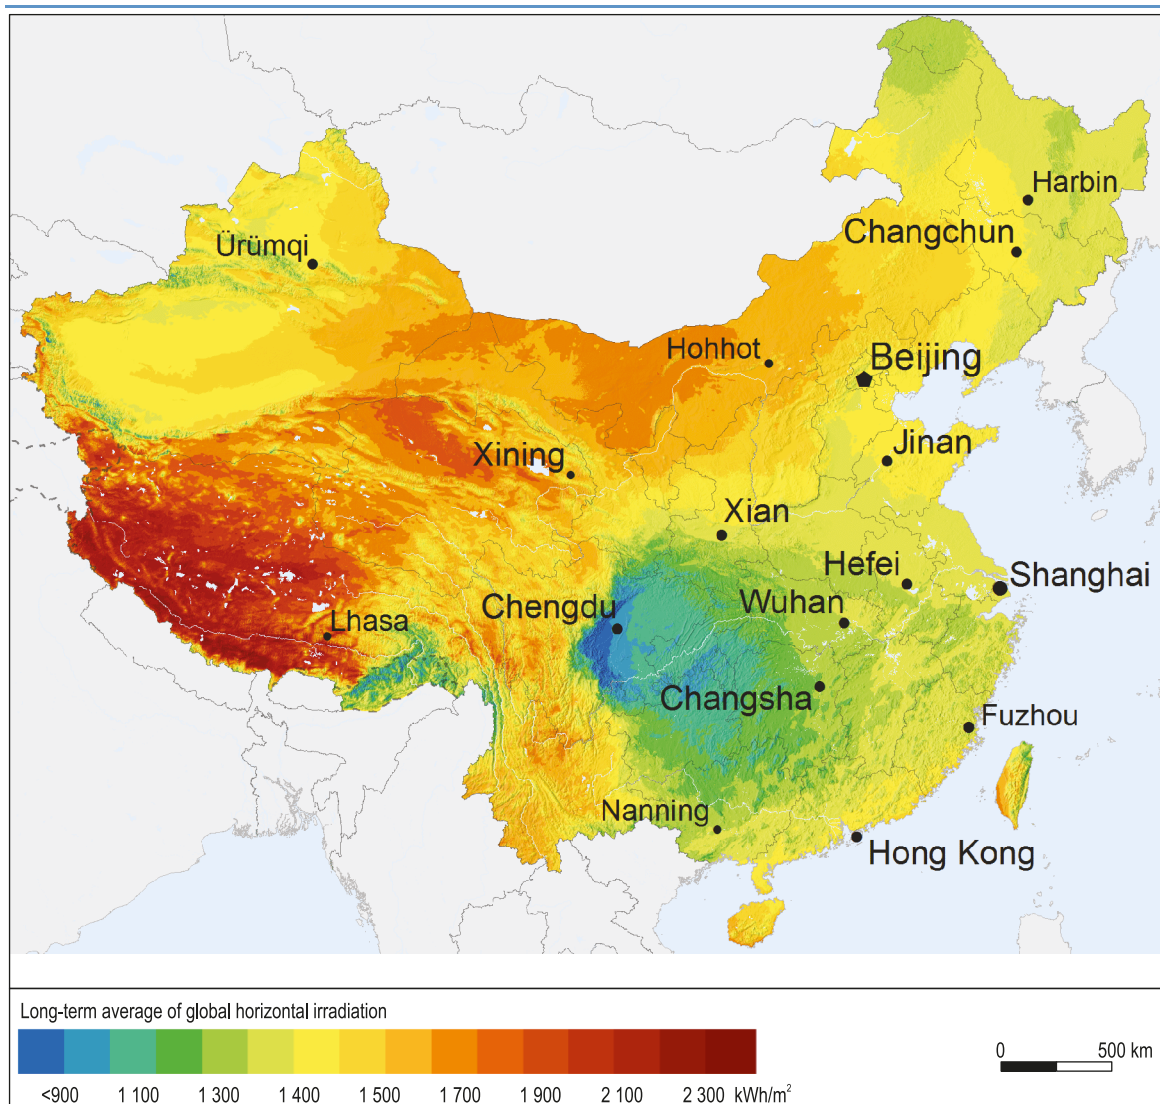 Harbin
Changchun
Ürümqi
Hohhot
Beijing
Jinan
Xining
Xian
Hefei
Shanghai
Chengdu
Wuhan
Lhasa
Changsha
Fuzhou
Nanning
Hong Kong
Long-term average of global horizontal irradiation
<900 1 100 1 300 1 400 1 500 1 700 1 900 2 100 2 300 kWh/m²
0 500 km